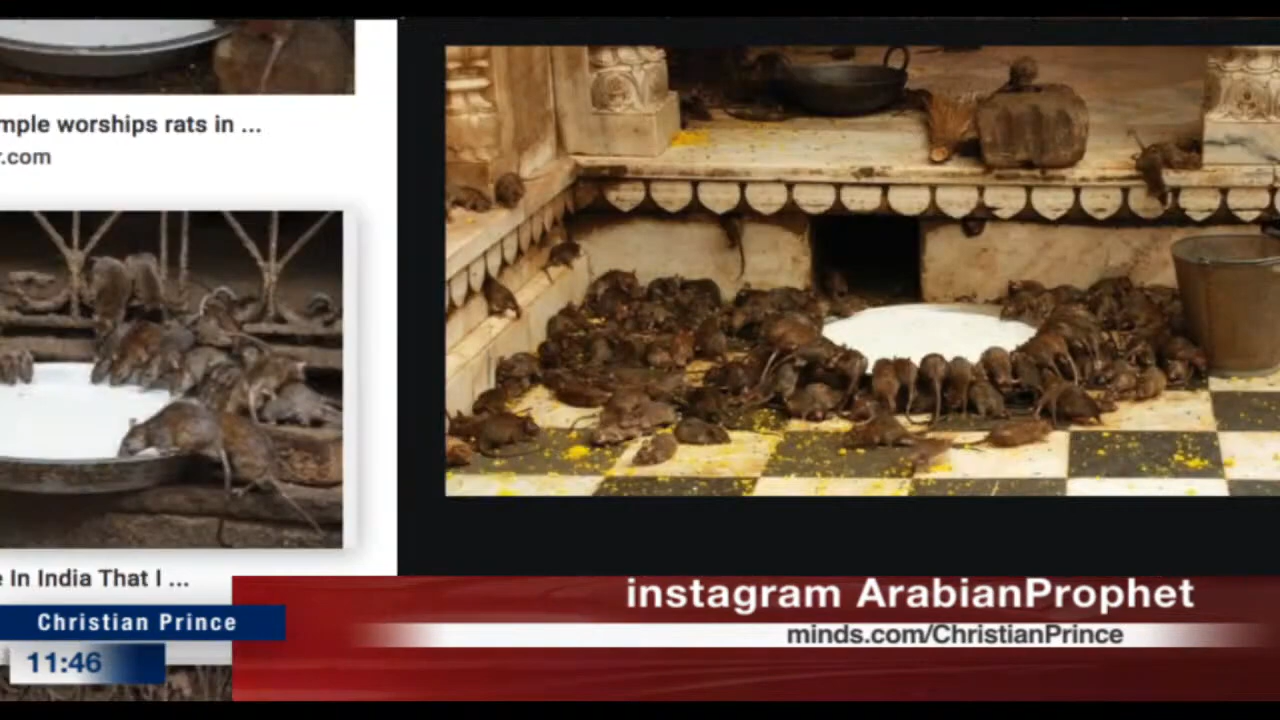 mple worships rats in ...
r.com
e In India That I ...
instagram ArabianProphet
minds.com/ChristianPrince
Christian Prince
11:46